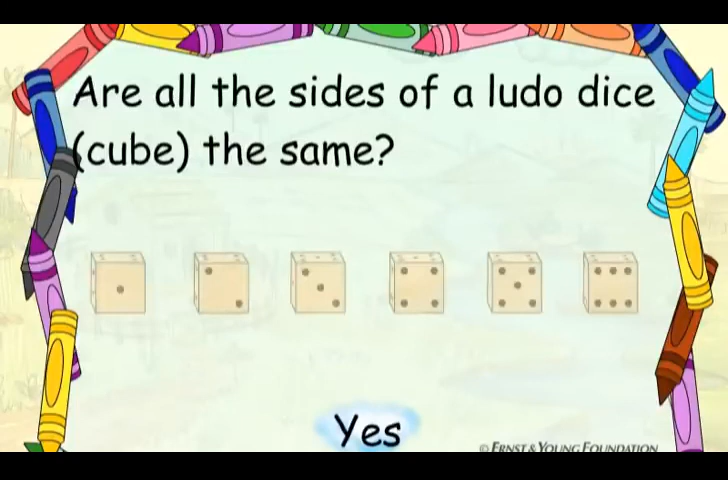 Are all the sides of a ludo dice
(cube) the same?
Yes
© ERNST & YOUNG FOUNDATION